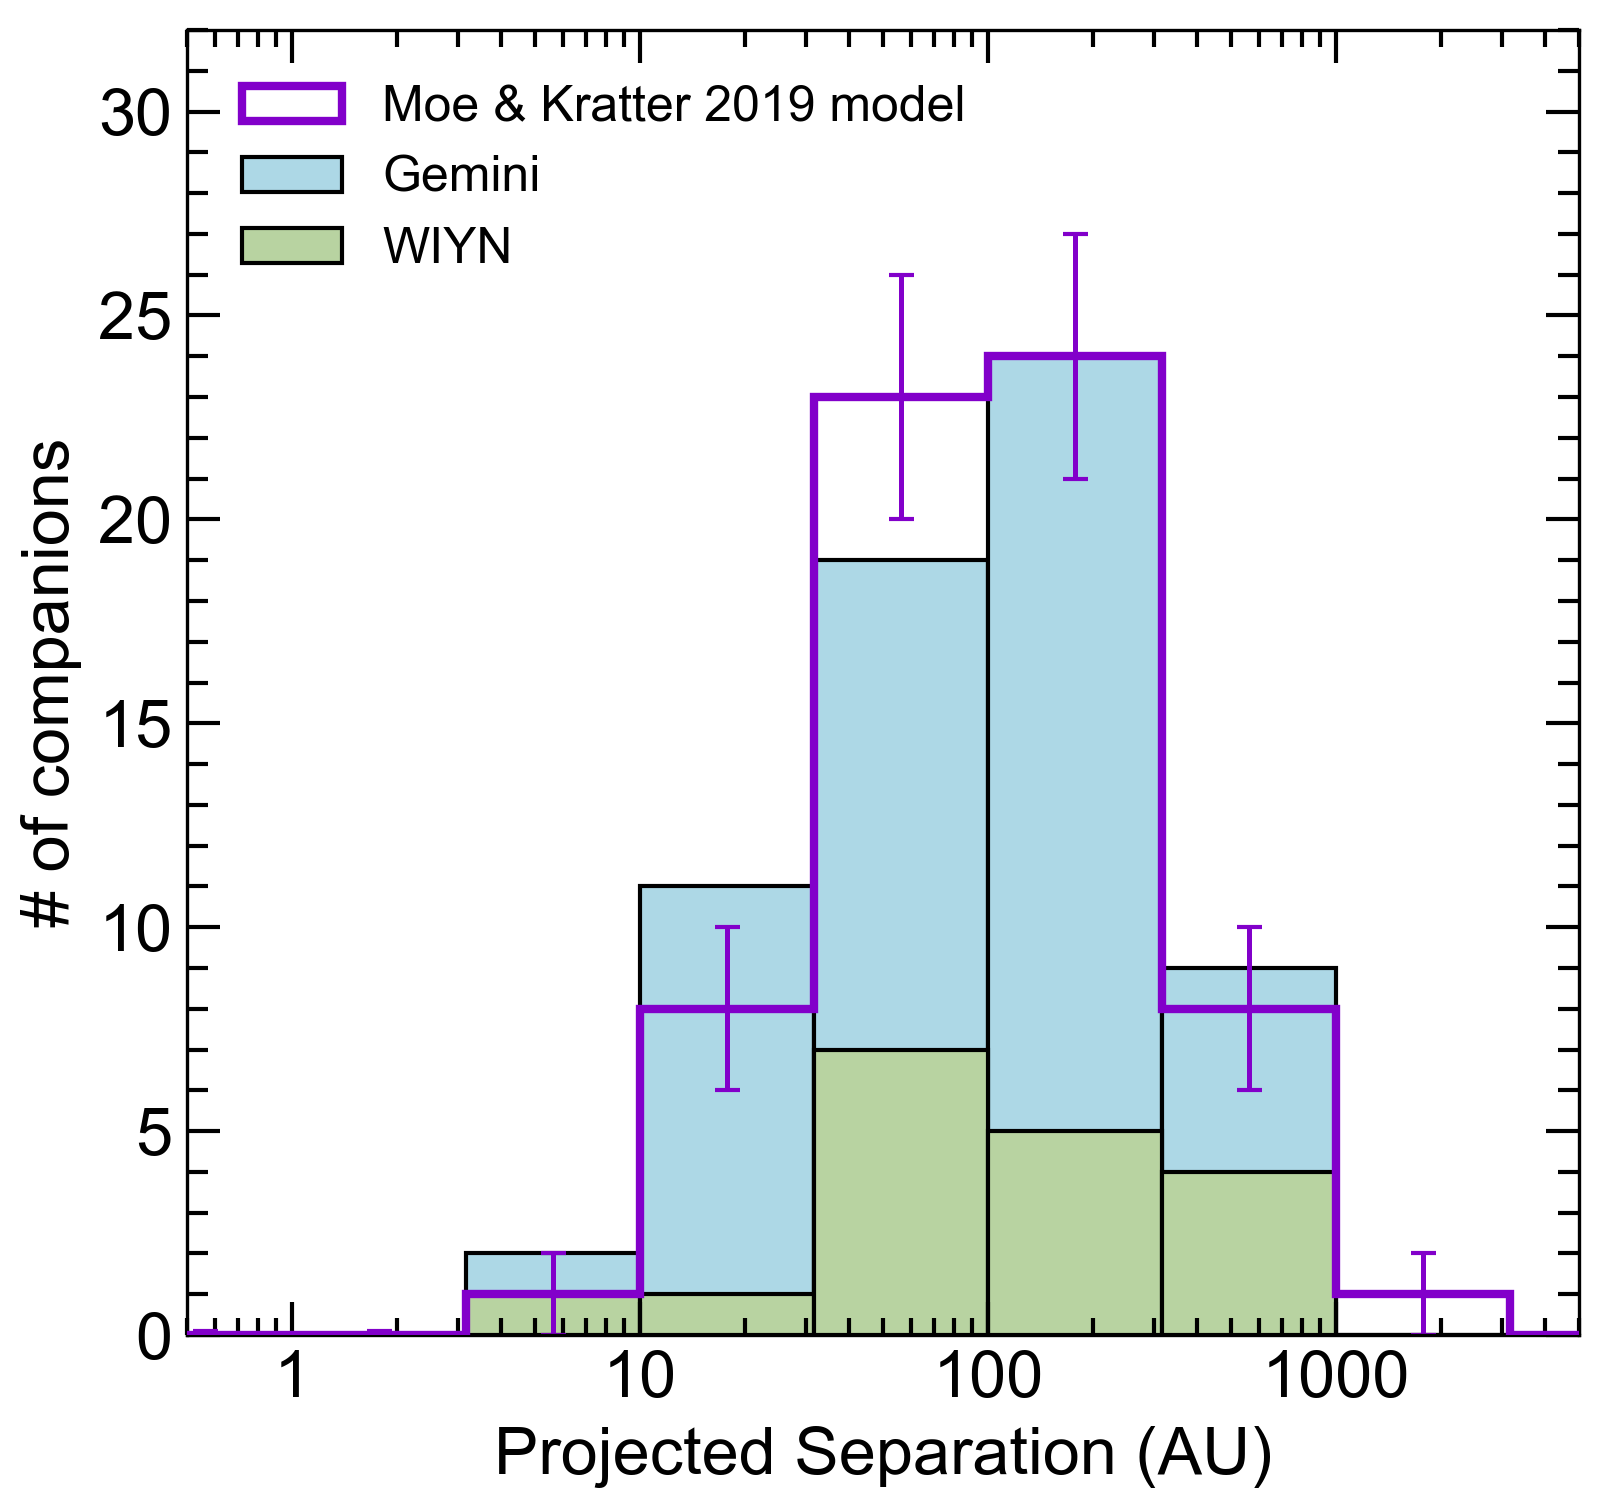 Moe & Kratter 2019 model
Gemini
WIYN
30
25
20
15
10
5
0
# of companions
1 10 100 1000
Projected Separation (AU)